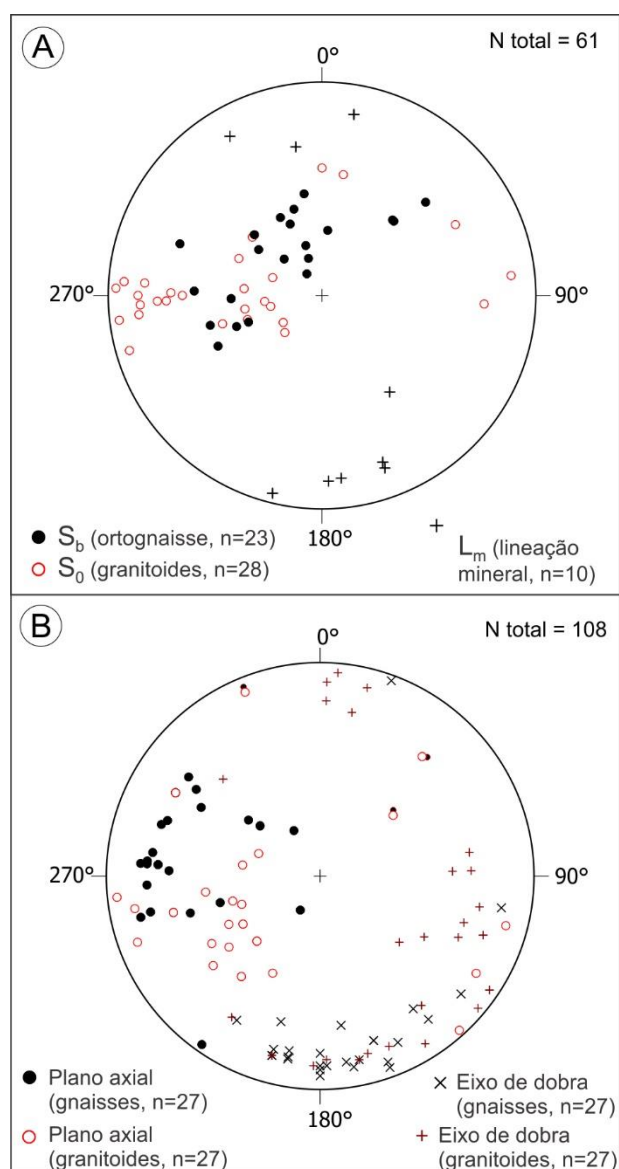 A
N total = 61
0°
270°
90°
180°
S_b (ortognaisse, n=23)
S_0 (granitoides, n=28)
L_m (lineação
mineral, n=10)
B
N total = 108
0°
270°
90°
180°
Plano axial
(gnaisses, n=27)
Plano axial
(granitoides, n=27)
Eixo de dobra
(gnaisses, n=27)
Eixo de dobra
(granitoides, n=27)